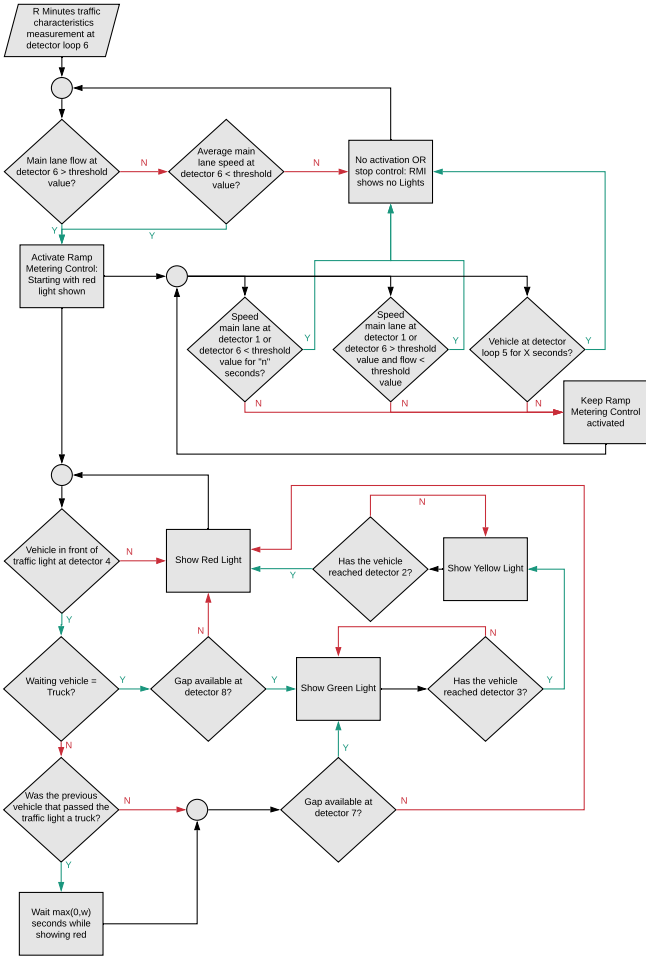 R Minutes traffic
characteristics
measurement at
detector loop 6
Main lane flow at
detector 6 > threshold
value?
N
Average main
lane speed at
detector 6 < threshold
value?
N
No activation OR
stop control: RMI
shows no Lights
Y
Y
Activate Ramp
Metering Control:
Starting with red
light shown
Speed
main lane at
detector 1 or
detector 6 < threshold
value for "n"
seconds?
Y
Speed
main lane at
detector 1 or
detector 6 > threshold
value and flow <
threshold
value
Y
Vehicle at detector
loop 5 for X seconds?
Y
N
N
N
Keep Ramp
Metering Control
activated
Vehicle in front of
traffic light at detector 4
N
Show Red Light
Y
Has the vehicle
reached detector 2?
N
Show Yellow Light
Y
N
N
Waiting vehicle =
Truck?
Y
Gap available at
detector 8?
Y
Show Green Light
Has the vehicle
reached detector 3?
Y
N
Y
Was the previous
vehicle that passed the
traffic light a truck?
N
Gap available at
detector 7?
N
Y
Wait max(0,w)
seconds while
showing red